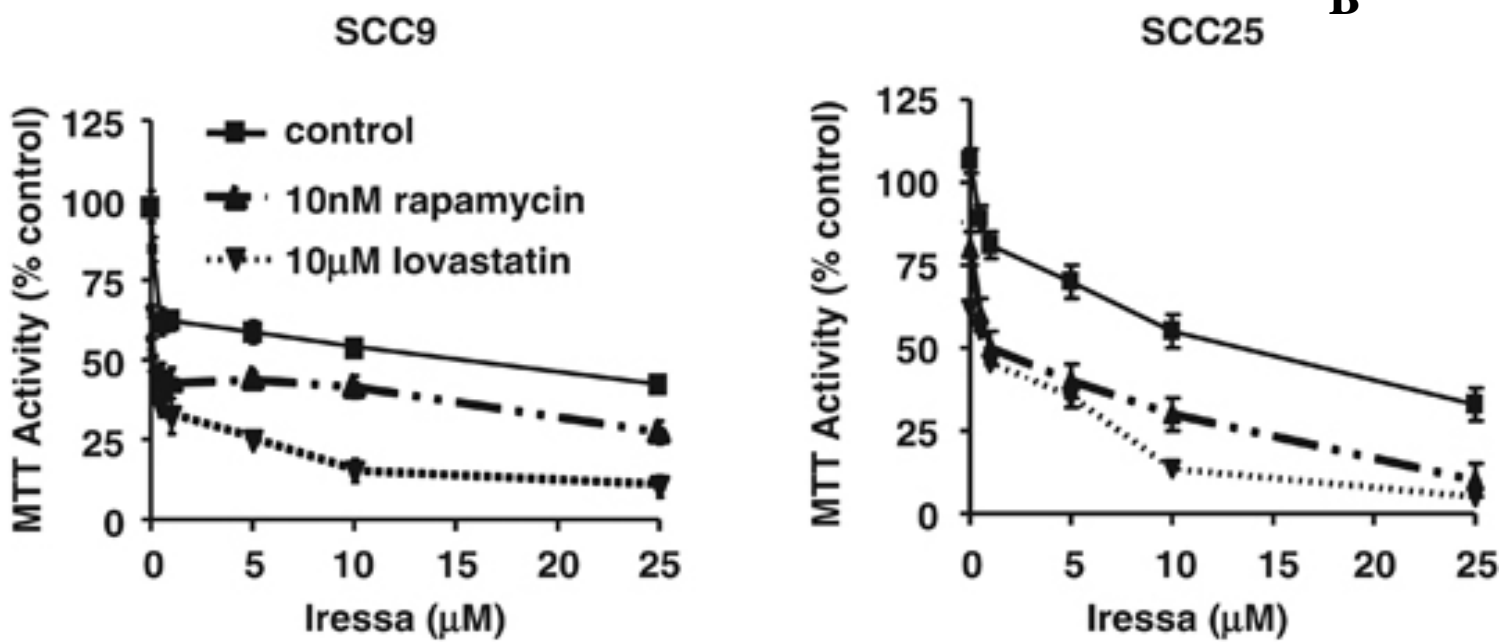 B
SCC9
SCC25
MTT Activity (% control)
125
100
75
50
25
0
control
10nM rapamycin
10μM lovastatin
0 5 10 15 20 25
Iressa (μM)
MTT Activity (% control)
125
100
75
50
25
0
0 5 10 15 20 25
Iressa (μM)